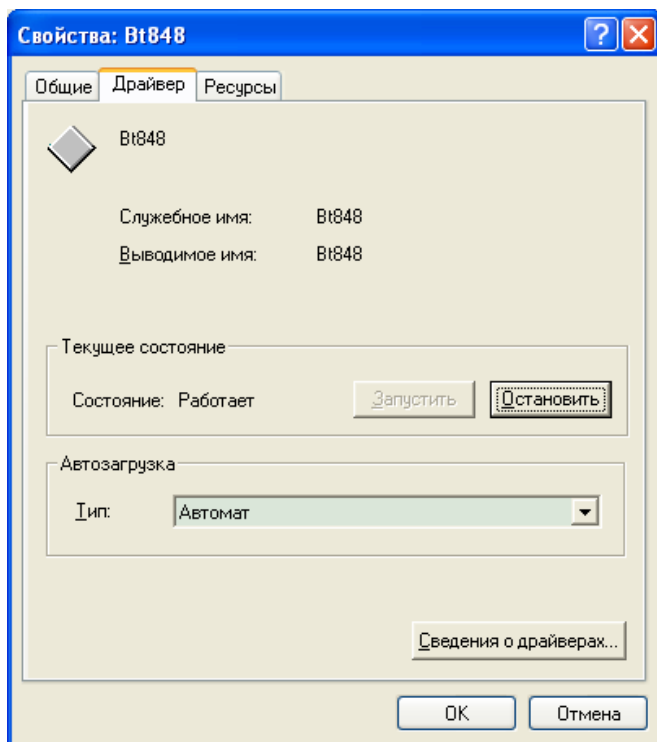 Свойства: Bt848
Общие Драйвер Ресурсы
Bt848
Служебное имя: Bt848
Выводимое имя: Bt848
Текущее состояние
Состояние: Работает Запустить Остановить
Автозагрузка
Тип: Автомат
Сведения о драйверах...
OK Отмена